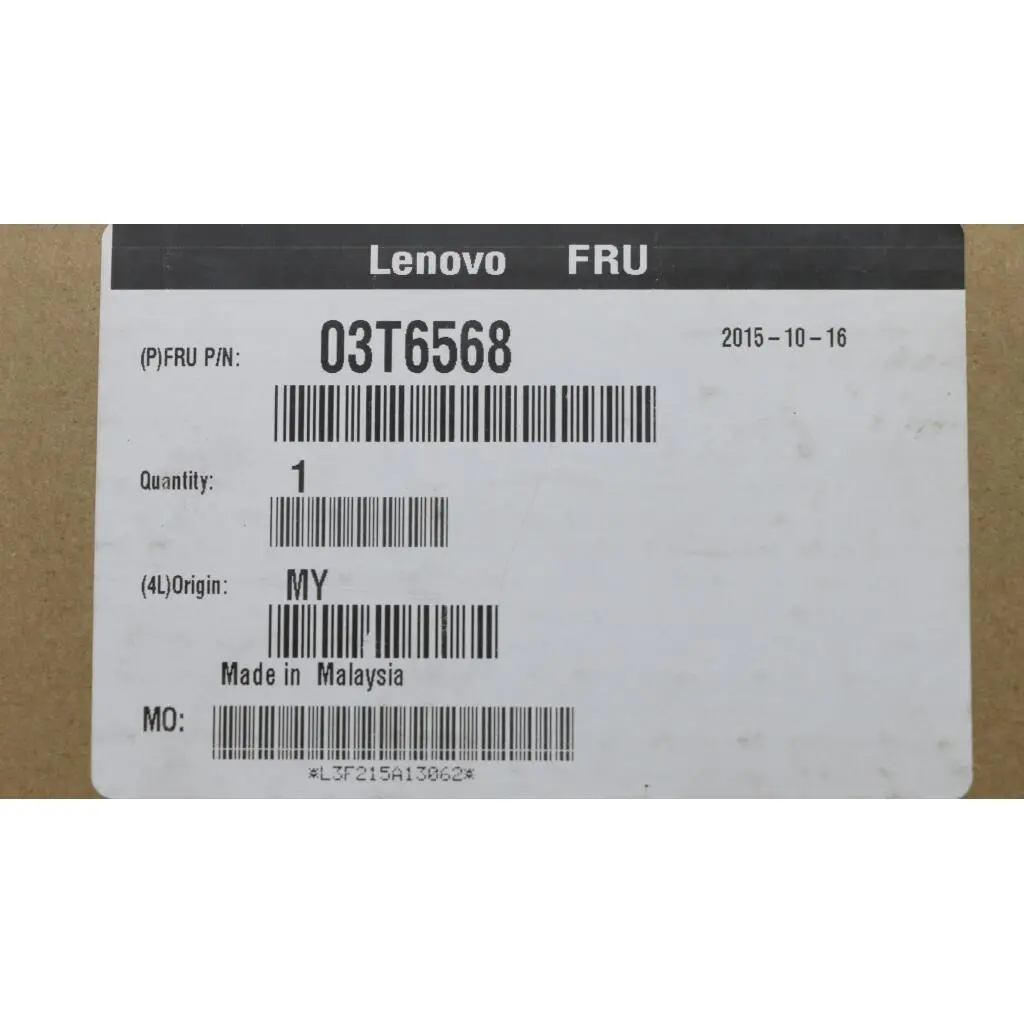 Lenovo FRU
(P)FRU P/N: 03T6568 2015-10-16
Quantity: 1
(4L)Origin: MY
Made in Malaysia
MO:
*L3F215A13062*